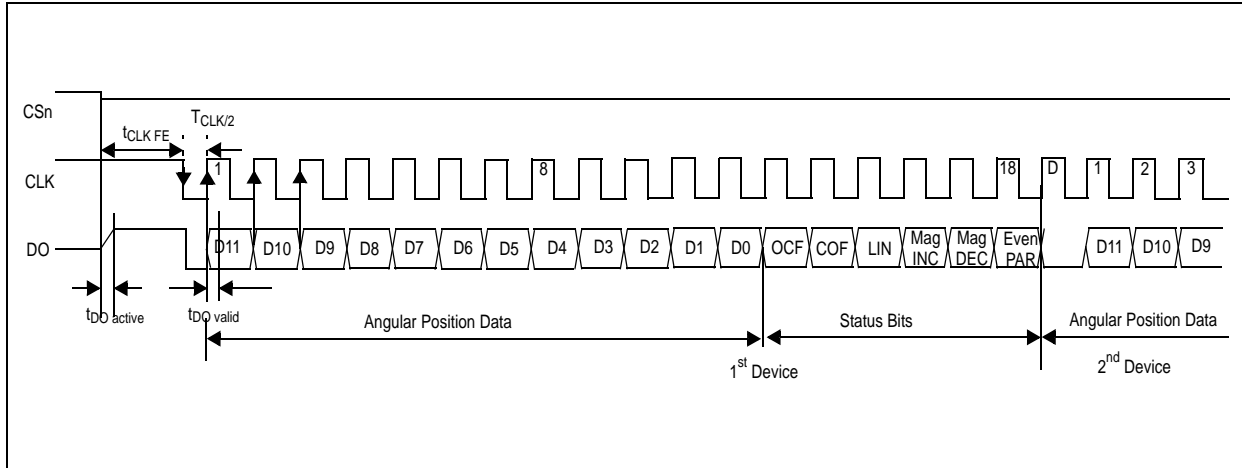 CSn
tCLK FE
TCLK/2
CLK
1
8
18
D
1
2
3
DO
D11
D10
D9
D8
D7
D6
D5
D4
D3
D2
D1
D0
OCF
COF
LIN
Mag
INC
Mag
DEC
Even
PAR
D11
D10
D9
tDO active
tDO valid
Angular Position Data
Status Bits
Angular Position Data
1st Device
2nd Device